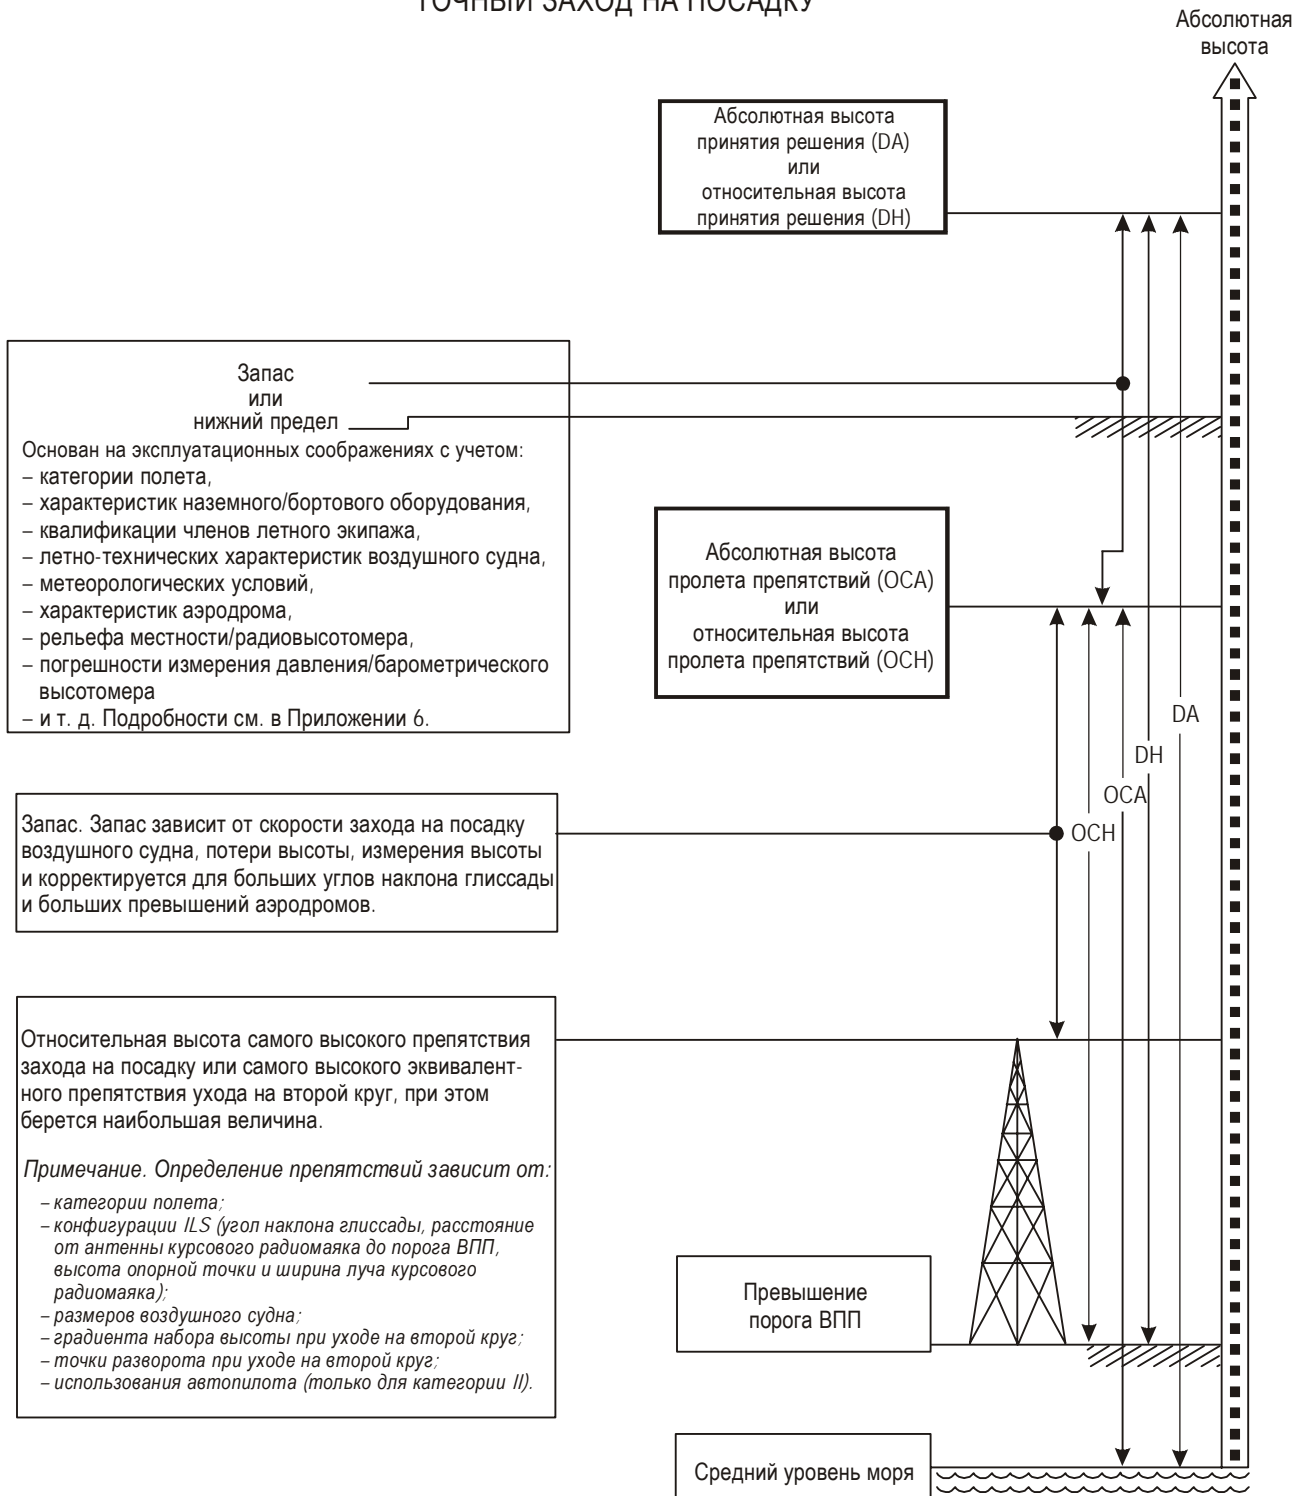 ТОЧНЫЙ ЗАХОД НА ПОСАДКУ
Абсолютная
высота
Абсолютная высота
принятия решения (DA)
или
относительная высота
принятия решения (DH)
Запас
или
нижний предел
Основан на эксплуатационных соображениях с учетом:
– категории полета,
– характеристик наземного/бортового оборудования,
– квалификации членов летного экипажа,
– летно-технических характеристик воздушного судна,
– метеорологических условий,
– характеристик аэродрома,
– рельефа местности/радиовысотомера,
– погрешности измерения давления/барометрического
высотомера
– и т. д. Подробности см. в Приложении 6.
Абсолютная высота
пролета препятствий (OCA)
или
относительная высота
пролета препятствий (OCH)
DA
DH
OCA
OCH
Запас. Запас зависит от скорости захода на посадку
воздушного судна, потери высоты, измерения высоты
и корректируется для больших углов наклона глиссады
и больших превышений аэродромов.
Относительная высота самого высокого препятствия
захода на посадку или самого высокого эквивалент-
ного препятствия ухода на второй круг, при этом
берется наибольшая величина.
Примечание. Определение препятствий зависит от:
– категории полета;
– конфигурации ILS (угол наклона глиссады, расстояние
от антенны курсового радиомаяка до порога ВПП,
высота опорной точки и ширина луча курсового
радиомаяка);
– размеров воздушного судна;
– градиента набора высоты при уходе на второй круг;
– точки разворота при уходе на второй круг;
– использования автопилота (только для категории II).
Превышение
порога ВПП
Средний уровень моря